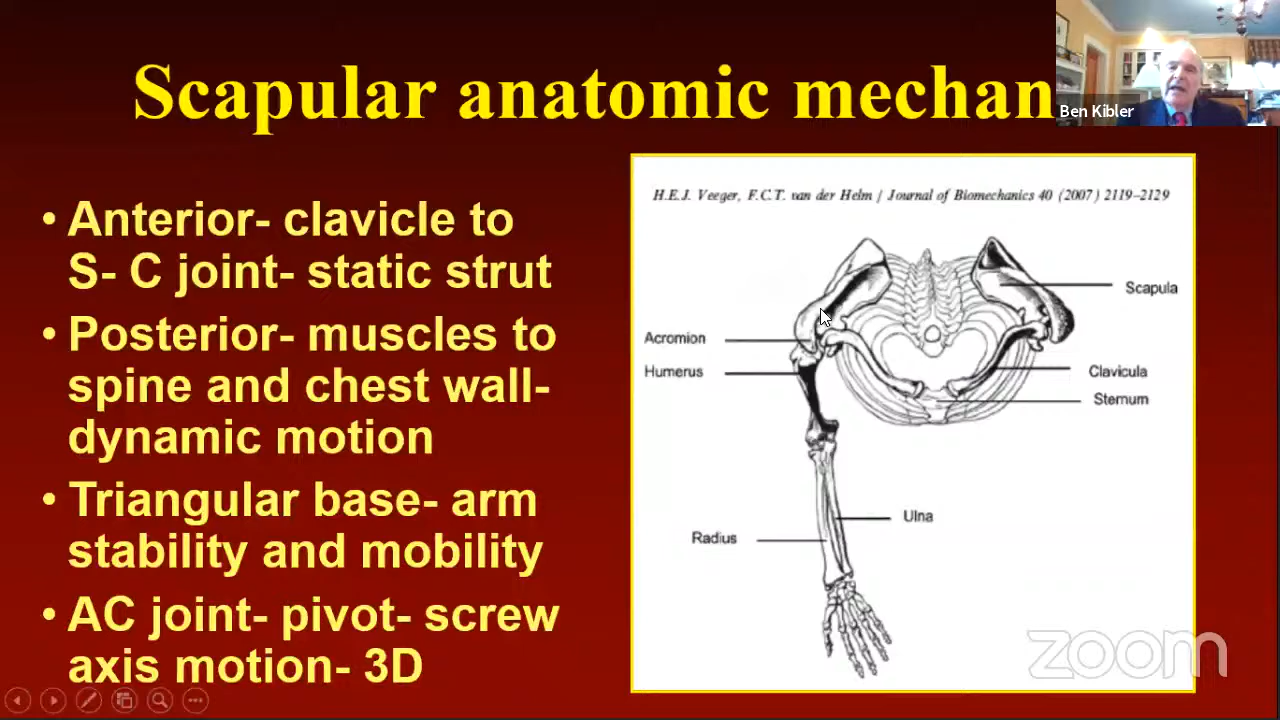 Scapular anatomic mechan
Ben Kibler
• Anterior- clavicle to
S- C joint- static strut
• Posterior- muscles to
spine and chest wall-
dynamic motion
• Triangular base- arm
stability and mobility
• AC joint- pivot- screw
axis motion- 3D
H.E.J. Veeger, F.C.T. van der Helm / Journal of Biomechanics 40 (2007) 2119–2129
Scapula
Acromion
Humerus
Clavicula
Sternum
Ulna
Radius
zoom